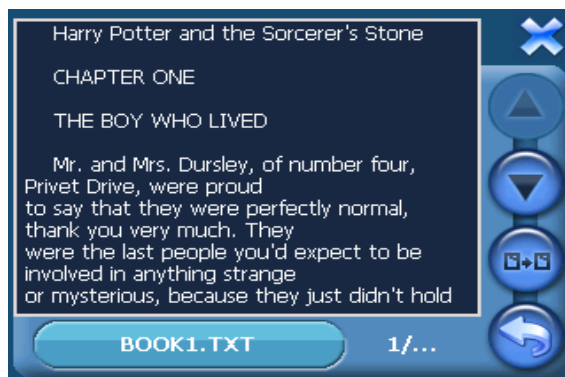 Harry Potter and the Sorcerer's Stone
CHAPTER ONE
THE BOY WHO LIVED
Mr. and Mrs. Dursley, of number four,
Privet Drive, were proud
to say that they were perfectly normal,
thank you very much. They
were the last people you'd expect to be
involved in anything strange
or mysterious, because they just didn't hold
BOOK1.TXT
1/...